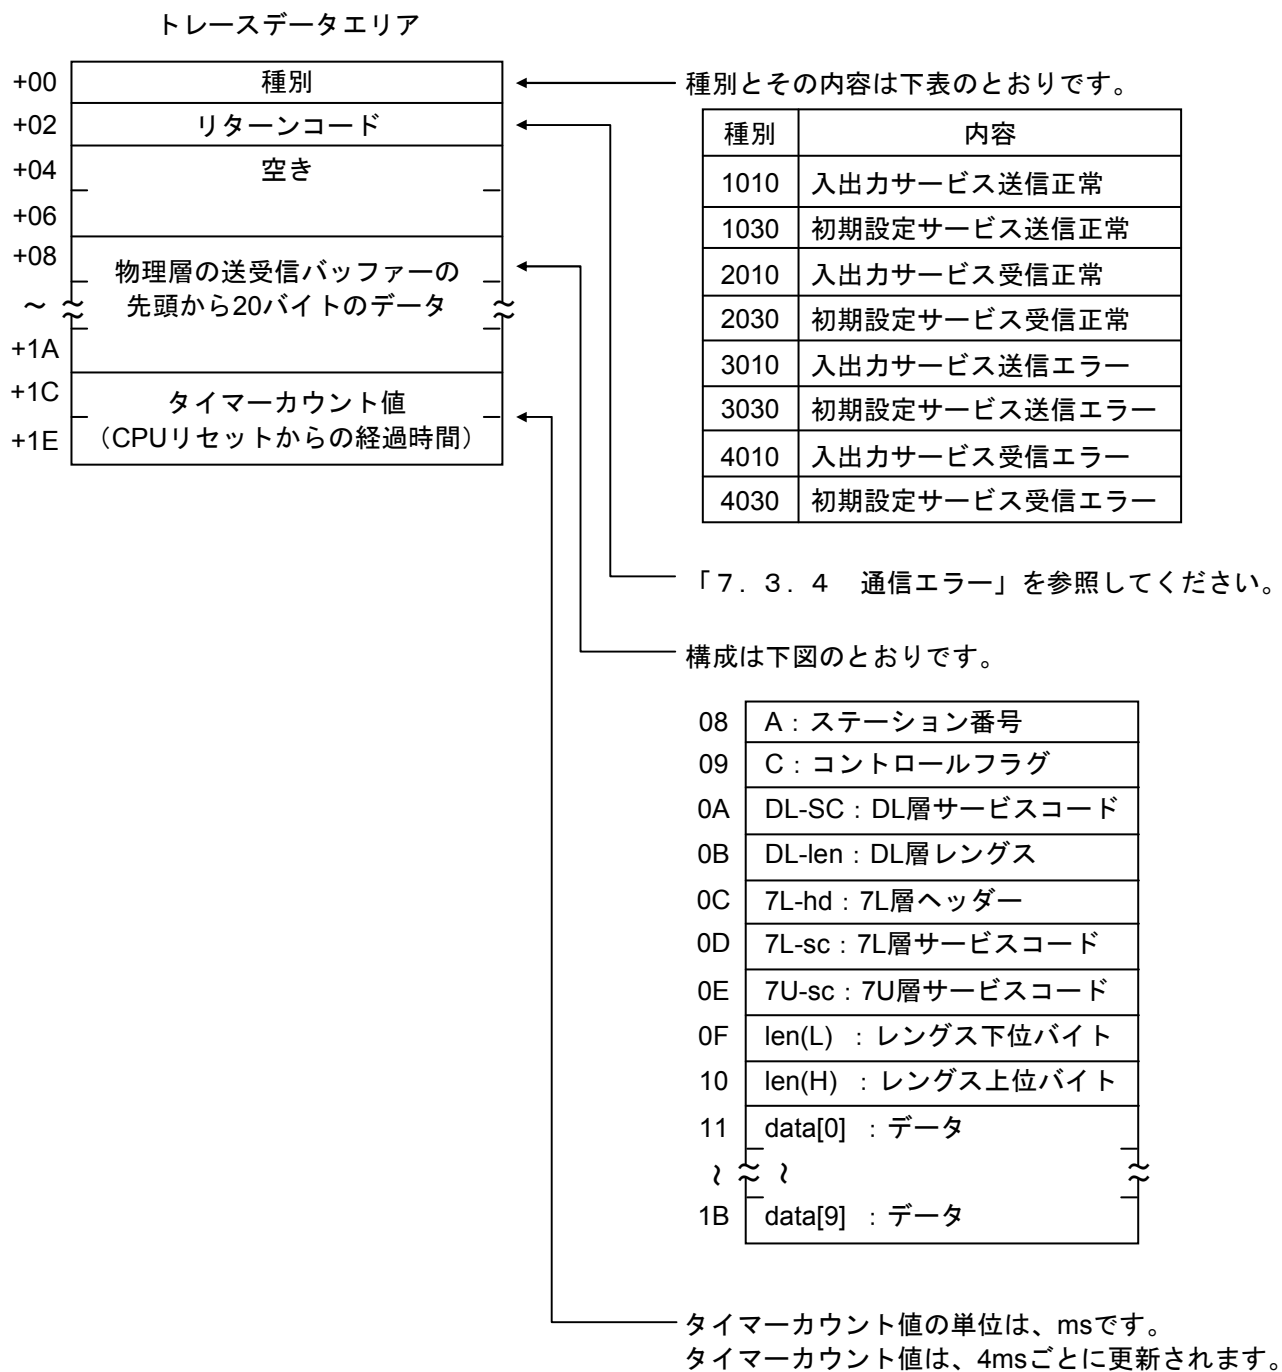 トレースデータエリア
+00 種別
+02 リターンコード
+04 空き
+06
+08 物理層の送受信バッファーの
～ 先頭から20バイトのデータ
+1A
+1C タイマーカウント値
+1E （CPUリセットからの経過時間）
種別とその内容は下表のとおりです。
種別 内容
1010 入出力サービス送信正常
1030 初期設定サービス送信正常
2010 入出力サービス受信正常
2030 初期設定サービス受信正常
3010 入出力サービス送信エラー
3030 初期設定サービス送信エラー
4010 入出力サービス受信エラー
4030 初期設定サービス受信エラー
「７．３．４　通信エラー」を参照してください。
構成は下図のとおりです。
08 A：ステーション番号
09 C：コントロールフラグ
0A DL-SC：DL層サービスコード
0B DL-len：DL層レングス
0C 7L-hd：7L層ヘッダー
0D 7L-sc：7L層サービスコード
0E 7U-sc：7U層サービスコード
0F len(L) ：レングス下位バイト
10 len(H) ：レングス上位バイト
11 data[0] ：データ
～ ～
1B data[9] ：データ
タイマーカウント値の単位は、msです。
タイマーカウント値は、4msごとに更新されます。